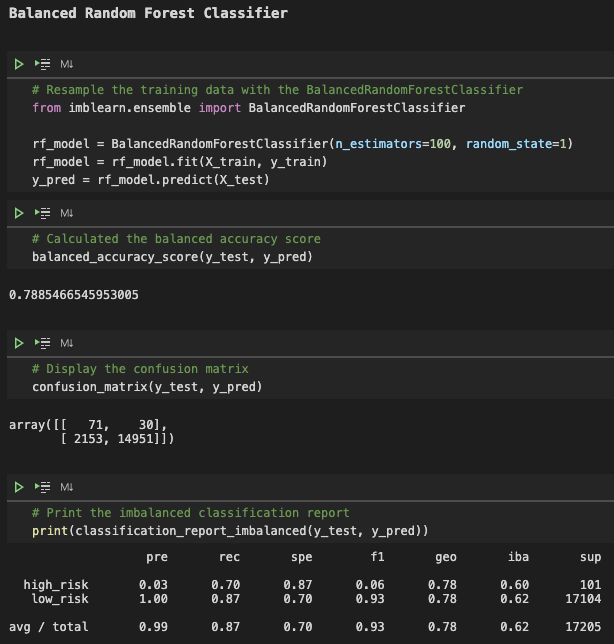 Balanced Random Forest Classifier
M↓
# Resample the training data with the BalancedRandomForestClassifier
from imblearn.ensemble import BalancedRandomForestClassifier
rf_model = BalancedRandomForestClassifier(n_estimators=100, random_state=1)
rf_model = rf_model.fit(X_train, y_train)
y_pred = rf_model.predict(X_test)
M↓
# Calculated the balanced accuracy score
balanced_accuracy_score(y_test, y_pred)
0.7885466545953005
M↓
# Display the confusion matrix
confusion_matrix(y_test, y_pred)
array([[   71,    30],
       [ 2153, 14951]])
M↓
# Print the imbalanced classification report
print(classification_report_imbalanced(y_test, y_pred))
                   pre       rec       spe        f1       geo       iba       sup
  high_risk       0.03      0.70      0.87      0.06      0.78      0.60       101
   low_risk       1.00      0.87      0.70      0.93      0.78      0.62     17104
avg / total       0.99      0.87      0.70      0.93      0.78      0.62     17205